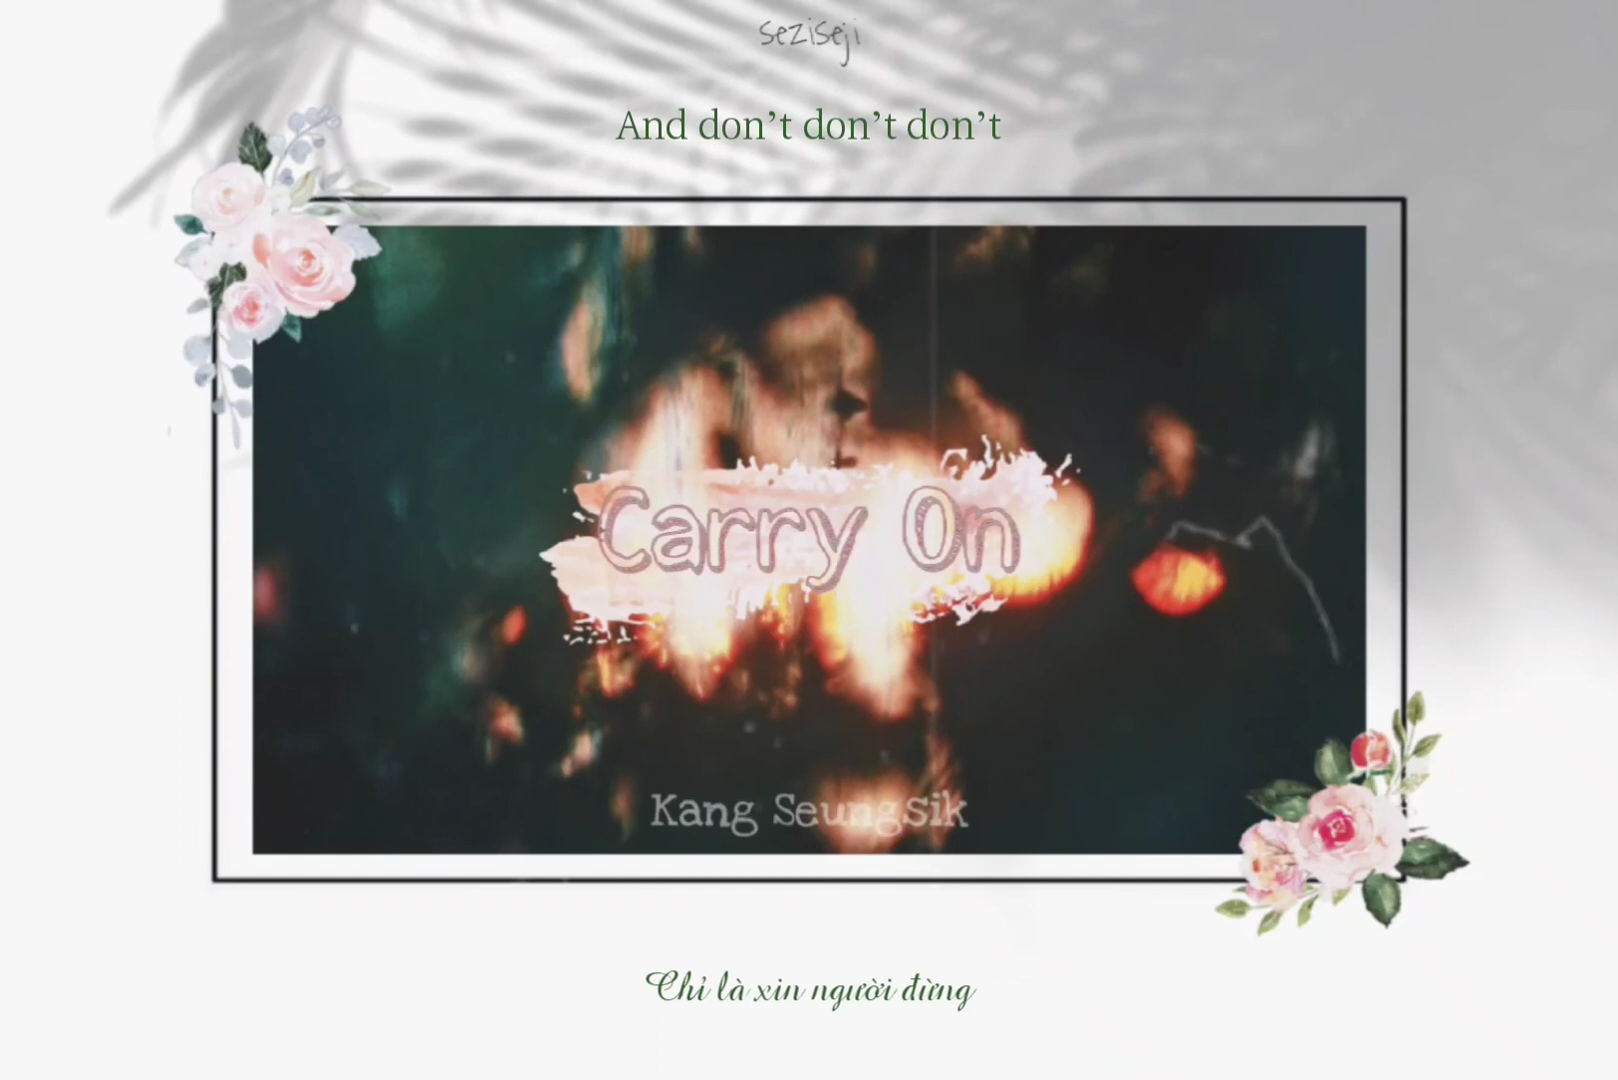 seziseji
And don’t don’t don’t
Carry On
Kang Seungsik
Chỉ là xin người đừng